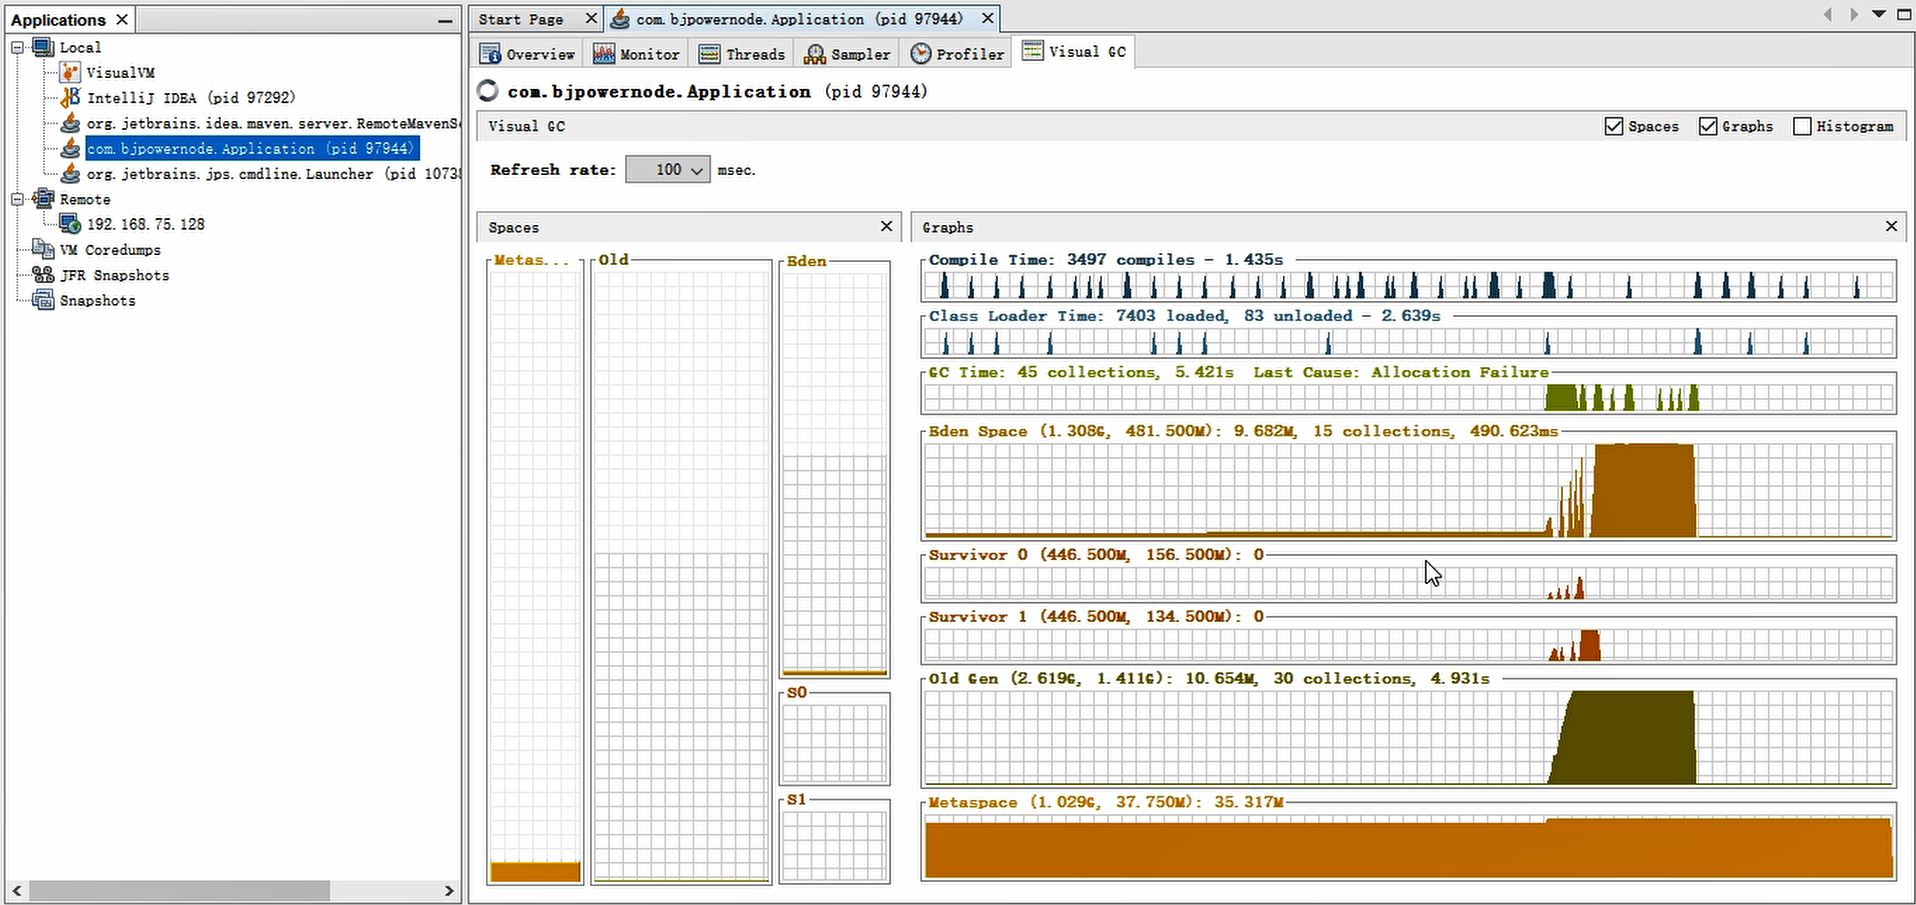 Applications
Local
VisualVM
IntelliJ IDEA (pid 97292)
org.jetbrains.idea.maven.server.RemoteMavenS
com.bjpowernode.Application (pid 97944)
org.jetbrains.jps.cmdline.Launcher (pid 1073
Remote
192.168.75.128
VM Coredumps
JFR Snapshots
Snapshots
Start Page
com.bjpowernode.Application (pid 97944)
Overview
Monitor
Threads
Sampler
Profiler
Visual GC
com.bjpowernode.Application (pid 97944)
Visual GC
Spaces
Graphs
Histogram
Refresh rate: 100 msec.
Spaces
Metas...
Old
Eden
S0
S1
Graphs
Compile Time: 3497 compiles - 1.435s
Class Loader Time: 7403 loaded, 83 unloaded - 2.639s
GC Time: 45 collections, 5.421s Last Cause: Allocation Failure
Eden Space (1.308G, 481.500M): 9.682M, 15 collections, 490.623ms
Survivor 0 (446.500M, 156.500M): 0
Survivor 1 (446.500M, 134.500M): 0
Old Gen (2.619G, 1.411G): 10.654M, 30 collections, 4.931s
Metaspace (1.029G, 37.750M): 35.317M